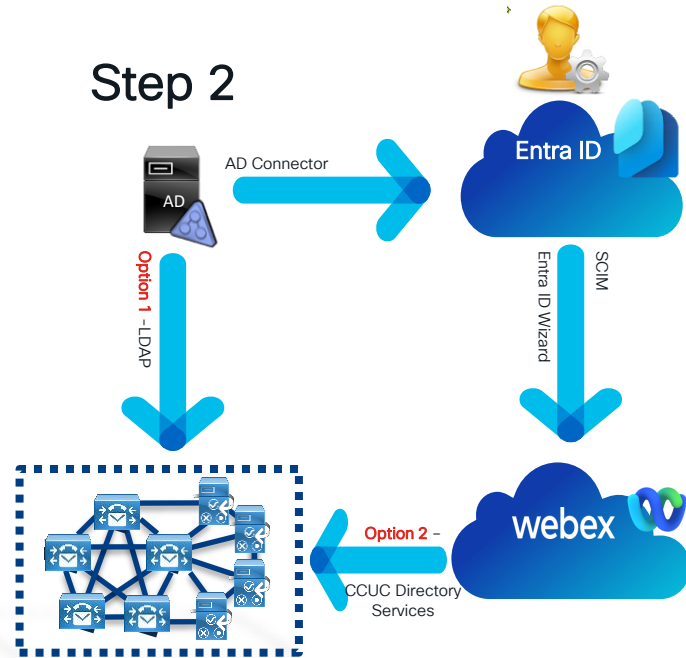 Step 2
Entra ID
AD Connector
AD
Option 1 -LDAP
SCIM
Entra ID Wizard
webex
Option 2 -
CCUC Directory
Services